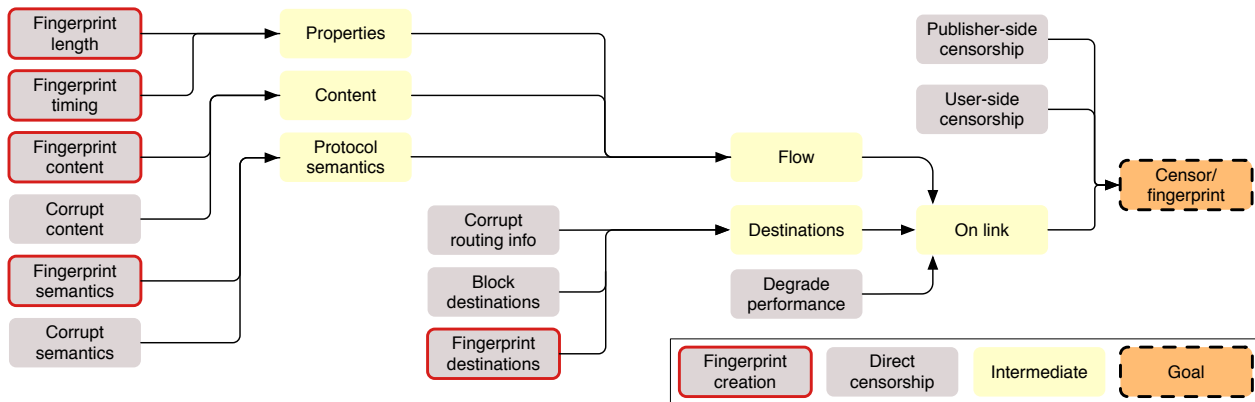 Fingerprint
length
Properties
Publisher-side
censorship
Fingerprint
timing
Content
User-side
censorship
Fingerprint
content
Protocol
semantics
Flow
Censor/
fingerprint
Corrupt
content
Corrupt
routing info
Destinations
On link
Fingerprint
semantics
Block
destinations
Degrade
performance
Corrupt
semantics
Fingerprint
destinations
Fingerprint
creation
Direct
censorship
Intermediate
Goal